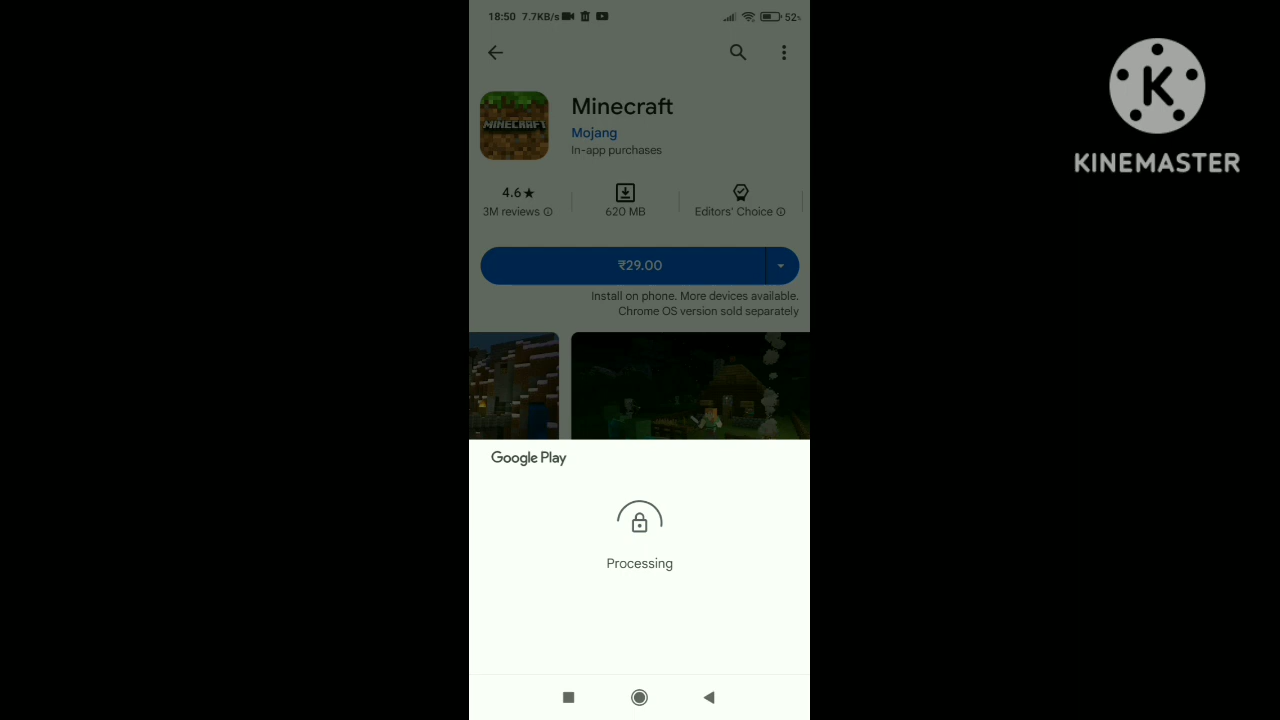 18:50 7.7KB/s 52%
Minecraft
MINECRAFT
Mojang
In-app purchases
4.6★
3M reviews
620 MB
Editors' Choice
₹29.00
Install on phone. More devices available.
Chrome OS version sold separately
Google Play
Processing
K
KINEMASTER